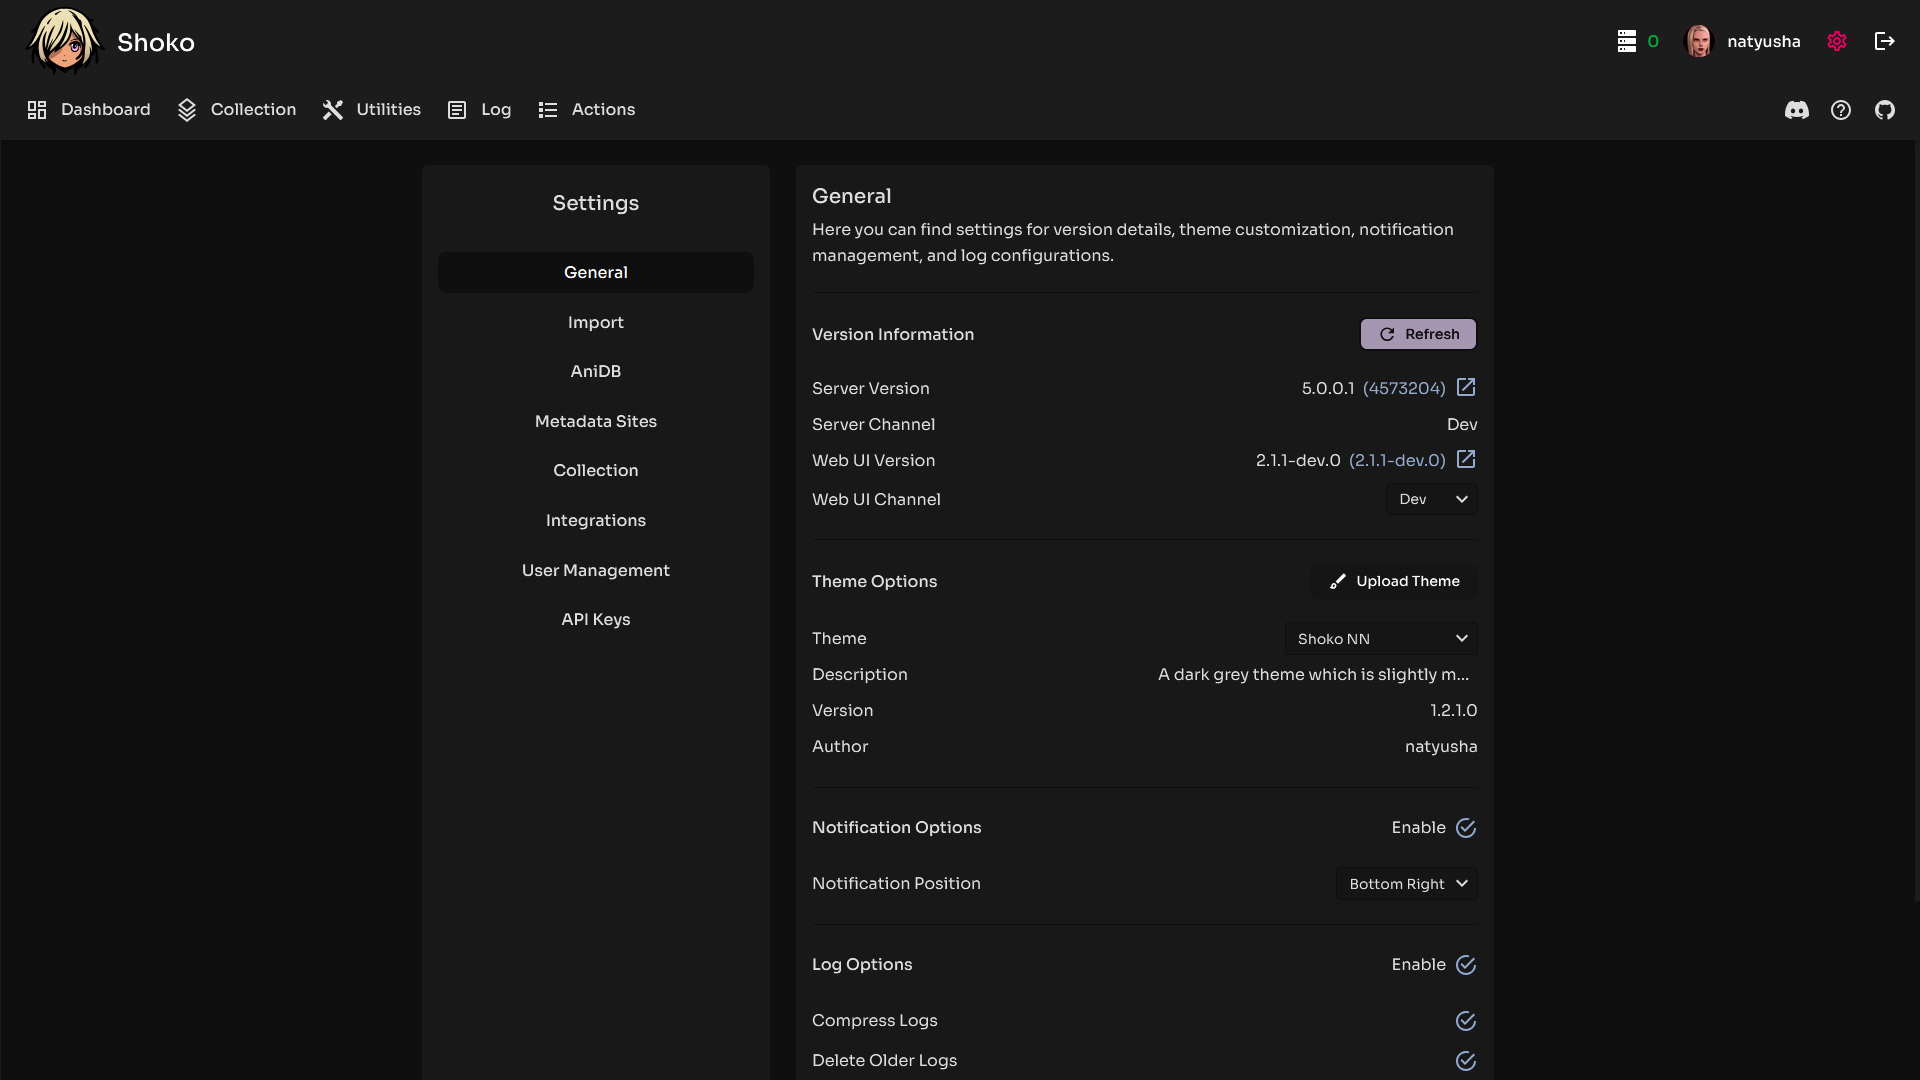 Shoko
0
natyusha
Dashboard
Collection
Utilities
Log
Actions
Settings
General
Import
AniDB
Metadata Sites
Collection
Integrations
User Management
API Keys
General
Here you can find settings for version details, theme customization, notification
management, and log configurations.
Version Information
Refresh
Server Version
5.0.0.1 (4573204)
Server Channel
Dev
Web UI Version
2.1.1-dev.0 (2.1.1-dev.0)
Web UI Channel
Dev
Theme Options
Upload Theme
Theme
Shoko NN
Description
A dark grey theme which is slightly m...
Version
1.2.1.0
Author
natyusha
Notification Options
Enable
Notification Position
Bottom Right
Log Options
Enable
Compress Logs
Delete Older Logs